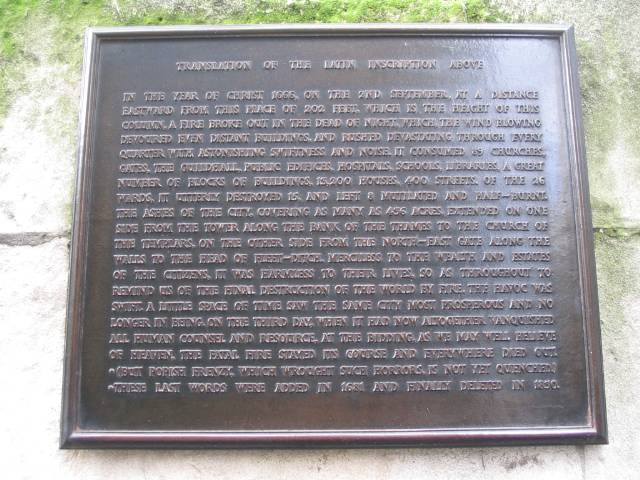 TRANSLATION OF THE LATIN INSCRIPTION ABOVE
IN THE YEAR OF CHRIST 1666, ON THE 2ND SEPTEMBER, AT A DISTANCE
EASTWARD FROM THIS PLACE OF 202 FEET, WHICH IS THE HEIGHT OF THIS
COLUMN, A FIRE BROKE OUT IN THE DEAD OF NIGHT, WHICH, THE WIND BLOWING
DEVOURED EVEN DISTANT BUILDINGS, AND RUSHED DEVASTATING THROUGH EVERY
QUARTER WITH ASTONISHING SWIFTNESS AND NOISE. IT CONSUMED 89 CHURCHES
GATES, THE GUILDHALL, PUBLIC EDIFICES, HOSPITALS, SCHOOLS, LIBRARIES, A GREAT
NUMBER OF BLOCKS OF BUILDINGS, 13,200 HOUSES, 400 STREETS. OF THE 26
WARDS, IT UTTERLY DESTROYED 15, AND LEFT 8 MUTILATED AND HALF-BURNT.
THE ASHES OF THE CITY, COVERING AS MANY AS 436 ACRES, EXTENDED ON ONE
SIDE FROM THE TOWER ALONG THE BANK OF THE THAMES TO THE CHURCH OF
THE TEMPLARS, ON THE OTHER SIDE FROM THE NORTH-EAST GATE ALONG THE
WALLS TO THE HEAD OF FLEET-DITCH. MERCILESS TO THE WEALTH AND ESTATES
OF THE CITIZENS, IT WAS HARMLESS TO THEIR LIVES, SO AS THROUGHOUT TO
REMIND US OF THE FINAL DESTRUCTION OF THE WORLD BY FIRE. THE HAVOC WAS
SWIFT. A LITTLE SPACE OF TIME SAW THE SAME CITY MOST PROSPEROUS AND NO
LONGER IN BEING. ON THE THIRD DAY, WHEN IT HAD NOW ALTOGETHER VANQUISHED
ALL HUMAN COUNSEL AND RESOURCE, AT THE BIDDING, AS WE MAY WELL BELIEVE
OF HEAVEN, THE FATAL FIRE STAYED ITS COURSE AND EVERYWHERE DIED OUT.
*(BUT POPISH FRENZY, WHICH WROUGHT SUCH HORRORS, IS NOT YET QUENCHED)
*THESE LAST WORDS WERE ADDED IN 1681 AND FINALLY DELETED IN 1830.